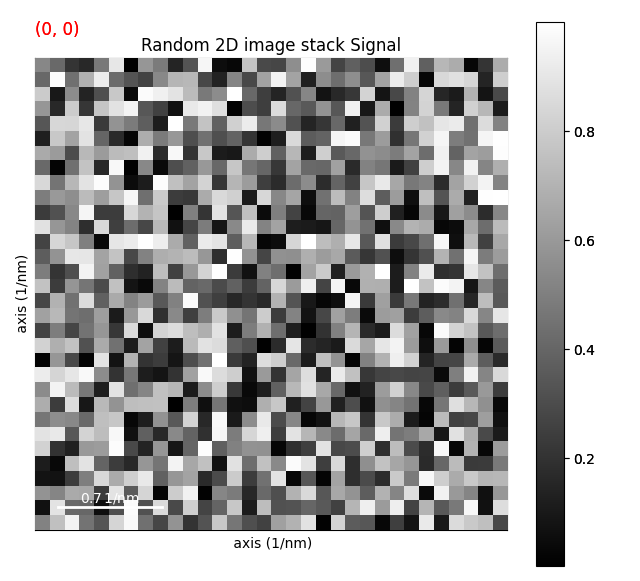 (0, 0)
Random 2D image stack Signal
axis (1/nm)
0.7 1/nm
axis (1/nm)
0.8
0.6
0.4
0.2